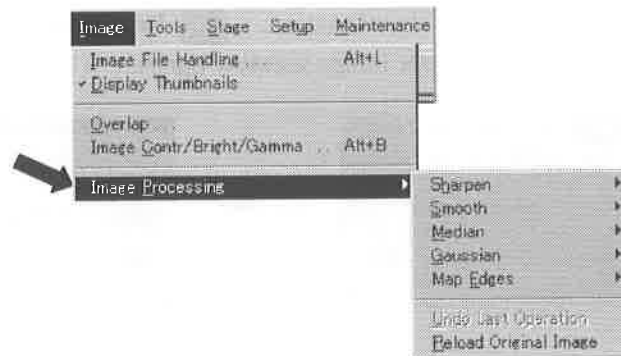 Image Tools Stage Setup Maintenance
Image File Handling ... Alt+L
✓ Display Thumbnails
Overlap ...
Image Contr/Bright/Gamma ... Alt+B
Image Processing
Sharpen
Smooth
Median
Gaussian
Map Edges
Undo Last Operation
Reload Original Image